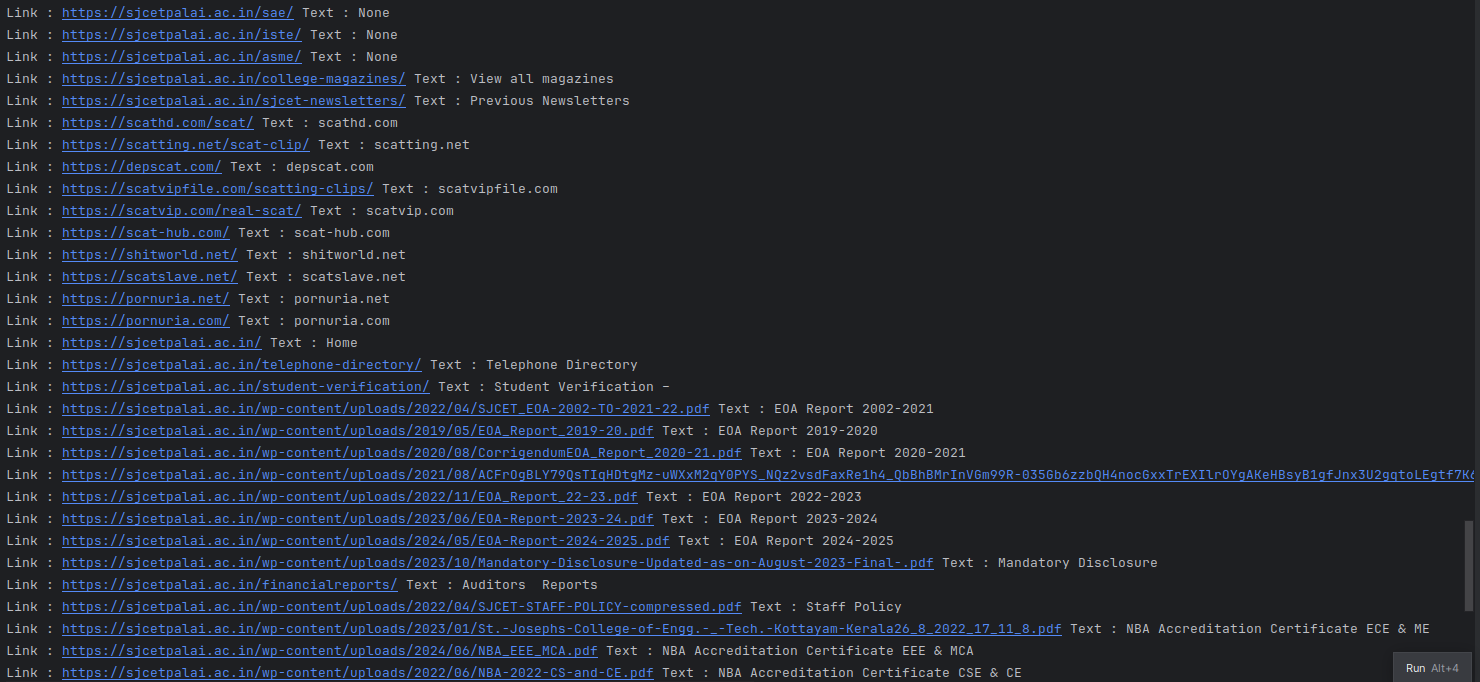 Link : https://sjcetpalai.ac.in/sae/ Text : None
Link : https://sjcetpalai.ac.in/iste/ Text : None
Link : https://sjcetpalai.ac.in/asme/ Text : None
Link : https://sjcetpalai.ac.in/college-magazines/ Text : View all magazines
Link : https://sjcetpalai.ac.in/sjcet-newsletters/ Text : Previous Newsletters
Link : https://scathd.com/scat/ Text : scathd.com
Link : https://scatting.net/scat-clip/ Text : scatting.net
Link : https://depscat.com/ Text : depscat.com
Link : https://scatvipfile.com/scatting-clips/ Text : scatvipfile.com
Link : https://scatvip.com/real-scat/ Text : scatvip.com
Link : https://scat-hub.com/ Text : scat-hub.com
Link : https://shitworld.net/ Text : shitworld.net
Link : https://scatslave.net/ Text : scatslave.net
Link : https://pornuria.net/ Text : pornuria.net
Link : https://pornuria.com/ Text : pornuria.com
Link : https://sjcetpalai.ac.in/ Text : Home
Link : https://sjcetpalai.ac.in/telephone-directory/ Text : Telephone Directory
Link : https://sjcetpalai.ac.in/student-verification/ Text : Student Verification –
Link : https://sjcetpalai.ac.in/wp-content/uploads/2022/04/SJCET_EOA-2002-TO-2021-22.pdf Text : EOA Report 2002-2021
Link : https://sjcetpalai.ac.in/wp-content/uploads/2019/05/EOA_Report_2019-20.pdf Text : EOA Report 2019-2020
Link : https://sjcetpalai.ac.in/wp-content/uploads/2020/08/CorrigendumEOA_Report_2020-21.pdf Text : EOA Report 2020-2021
Link : https://sjcetpalai.ac.in/wp-content/uploads/2021/08/ACFrOgBLY79QsTIqHDtgMz-uWXxM2qY0PYS_NQz2vsdFaxRe1h4_QbBhBMrInVGm99R-035Gb6zzbQH4nocGxxTrEXIlrOYgAKeHBsyB1gfJnx3U2gqtoLEgtf7K6
Link : https://sjcetpalai.ac.in/wp-content/uploads/2022/11/EOA_Report_22-23.pdf Text : EOA Report 2022-2023
Link : https://sjcetpalai.ac.in/wp-content/uploads/2023/06/EOA-Report-2023-24.pdf Text : EOA Report 2023-2024
Link : https://sjcetpalai.ac.in/wp-content/uploads/2024/05/EOA-Report-2024-2025.pdf Text : EOA Report 2024-2025
Link : https://sjcetpalai.ac.in/wp-content/uploads/2023/10/Mandatory-Disclosure-Updated-as-on-August-2023-Final-.pdf Text : Mandatory Disclosure
Link : https://sjcetpalai.ac.in/financialreports/ Text : Auditors  Reports
Link : https://sjcetpalai.ac.in/wp-content/uploads/2022/04/SJCET-STAFF-POLICY-compressed.pdf Text : Staff Policy
Link : https://sjcetpalai.ac.in/wp-content/uploads/2023/01/St.-Josephs-College-of-Engg.-_-Tech.-Kottayam-Kerala26_8_2022_17_11_8.pdf Text : NBA Accreditation Certificate ECE & ME
Link : https://sjcetpalai.ac.in/wp-content/uploads/2024/06/NBA_EEE_MCA.pdf Text : NBA Accreditation Certificate EEE & MCA
Link : https://sjcetpalai.ac.in/wp-content/uploads/2022/06/NBA-2022-CS-and-CE.pdf Text : NBA Accreditation Certificate CSE & CE
Run Alt+4